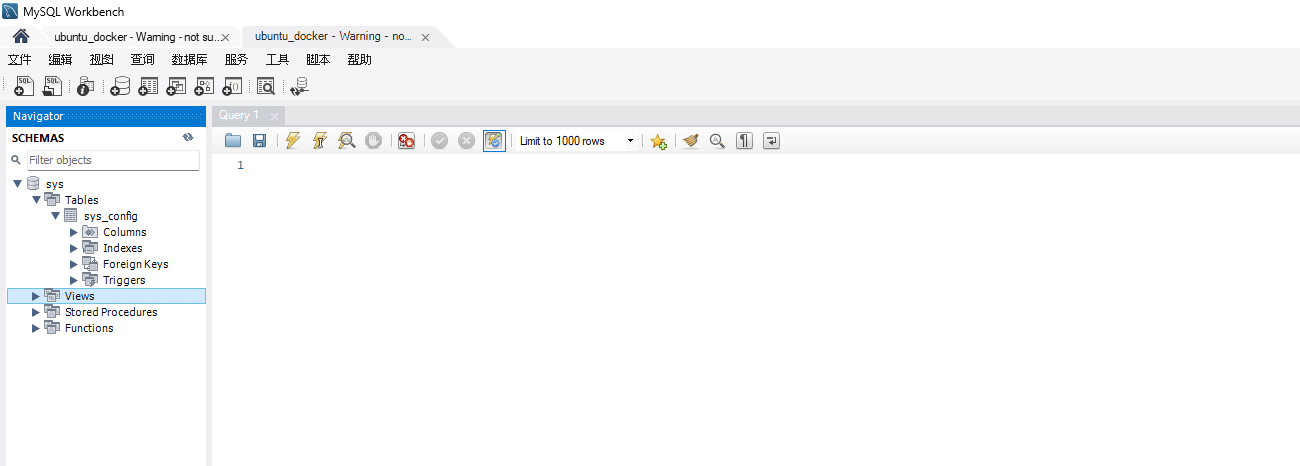 MySQL Workbench
ubuntu_docker - Warning - not su... ubuntu_docker - Warning - no...
文件 编辑 视图 查询 数据库 服务 工具 脚本 帮助
SQL SQL
Navigator Query 1
SCHEMAS
Limit to 1000 rows
Filter objects
1
sys
Tables
sys_config
Columns
Indexes
Foreign Keys
Triggers
Views
Stored Procedures
Functions